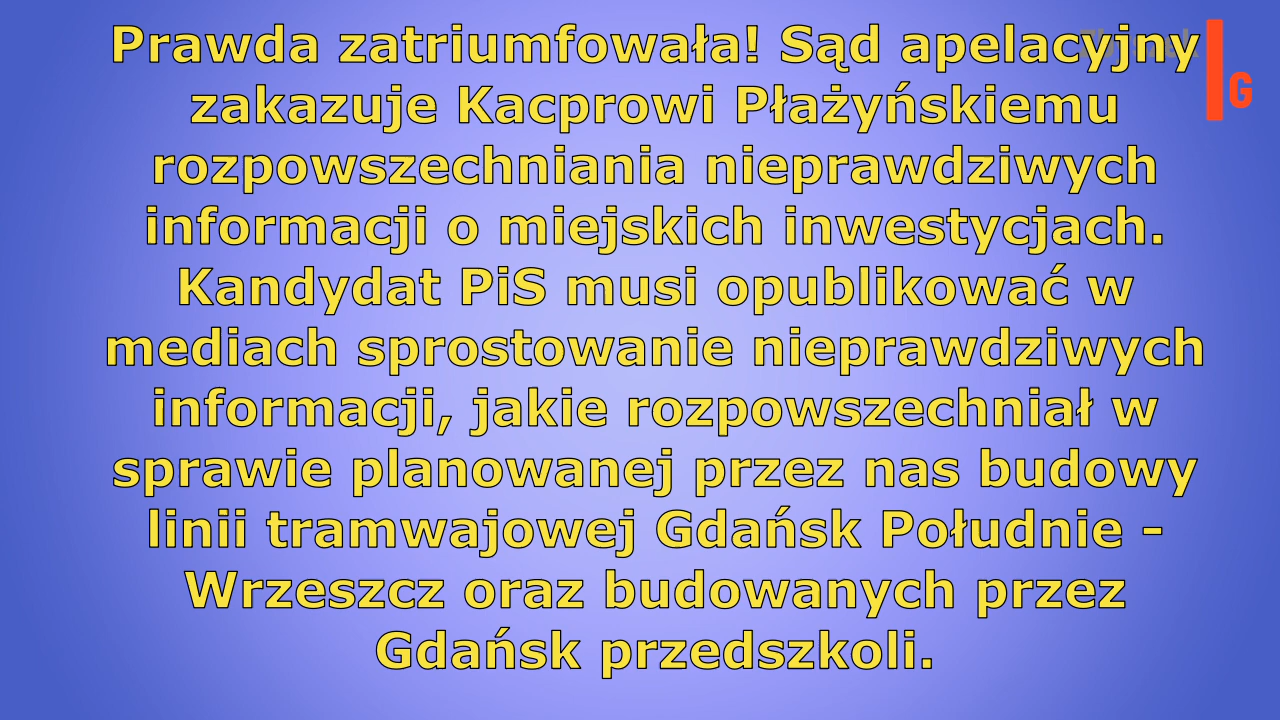 Prawda zatriumfowała! Sąd apelacyjny
zakazuje Kacprowi Płażyńskiemu
rozpowszechniania nieprawdziwych
informacji o miejskich inwestycjach.
Kandydat PiS musi opublikować w
mediach sprostowanie nieprawdziwych
informacji, jakie rozpowszechniał w
sprawie planowanej przez nas budowy
linii tramwajowej Gdańsk Południe -
Wrzeszcz oraz budowanych przez
Gdańsk przedszkoli.
G